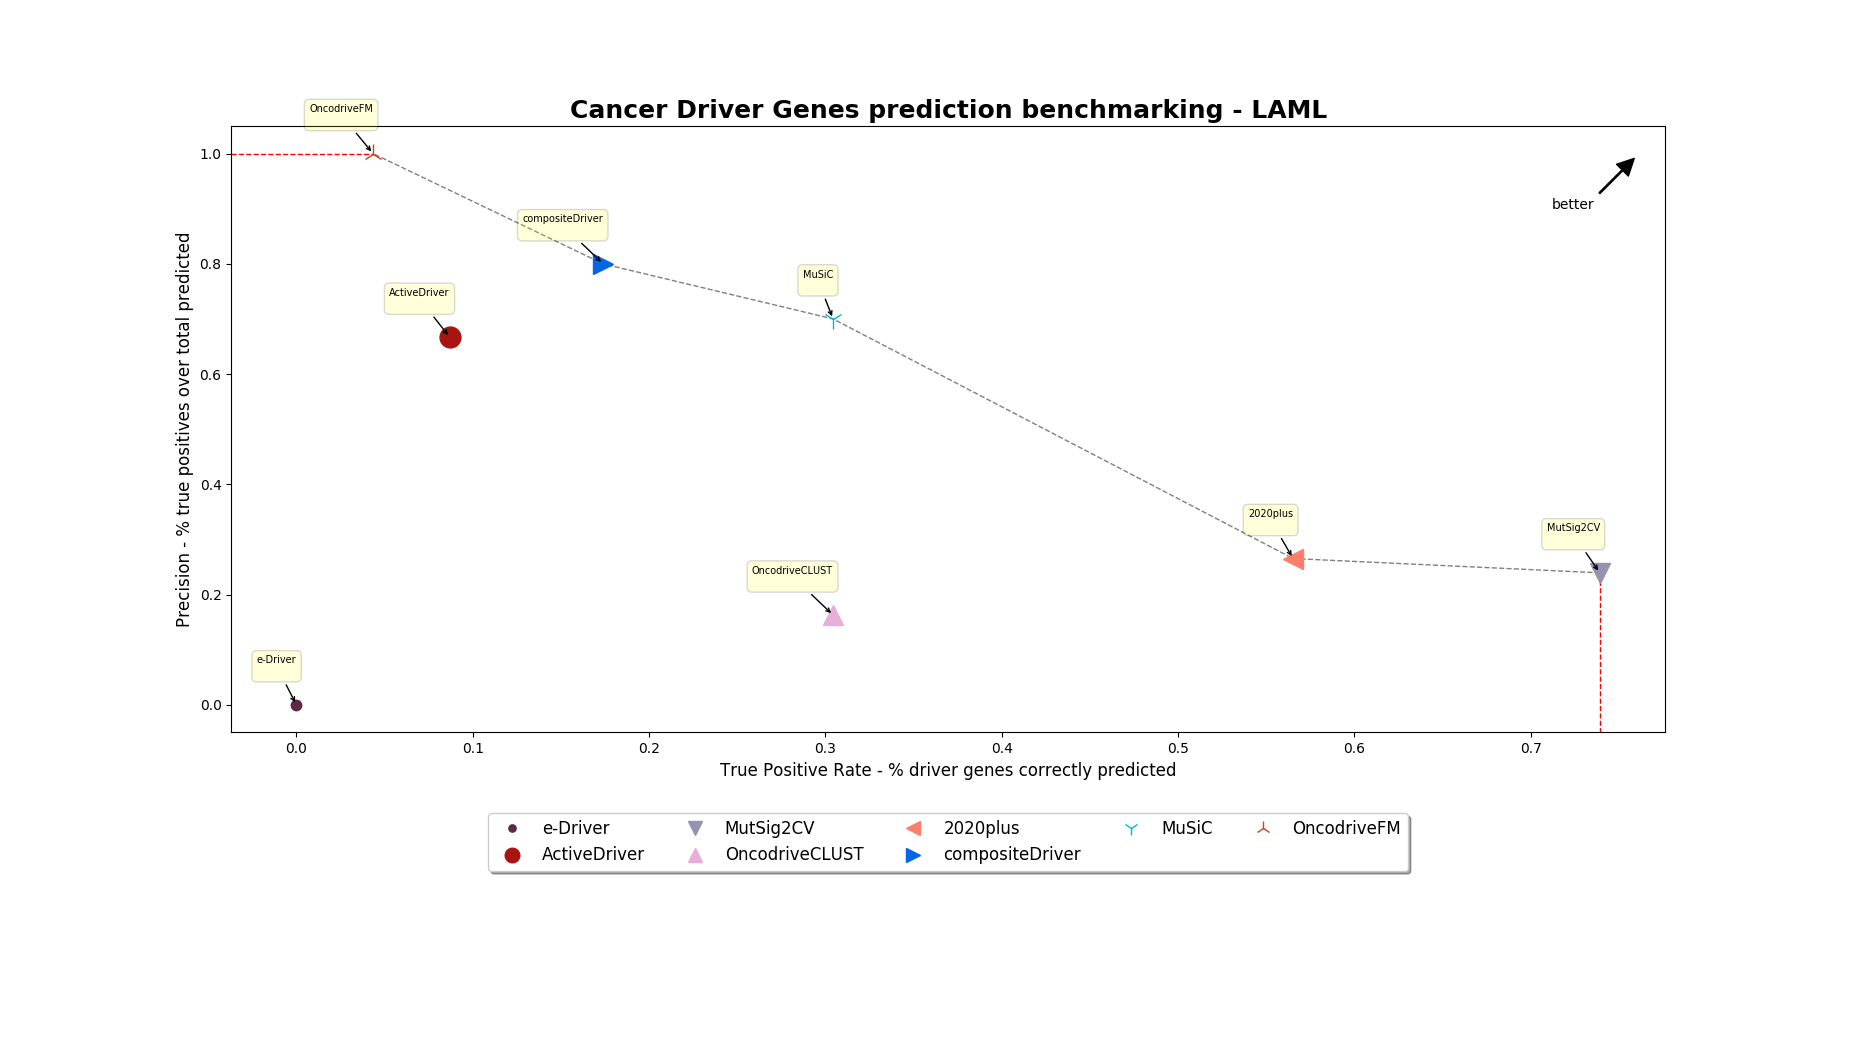 Cancer Driver Genes prediction benchmarking - LAML
OncodriveFM
compositeDriver
MuSiC
ActiveDriver
2020plus
MutSig2CV
OncodriveCLUST
e-Driver
better
Precision - % true positives over total predicted
1.0
0.8
0.6
0.4
0.2
0.0
0.0 0.1 0.2 0.3 0.4 0.5 0.6 0.7
True Positive Rate - % driver genes correctly predicted
e-Driver MutSig2CV 2020plus MuSiC OncodriveFM
ActiveDriver OncodriveCLUST compositeDriver